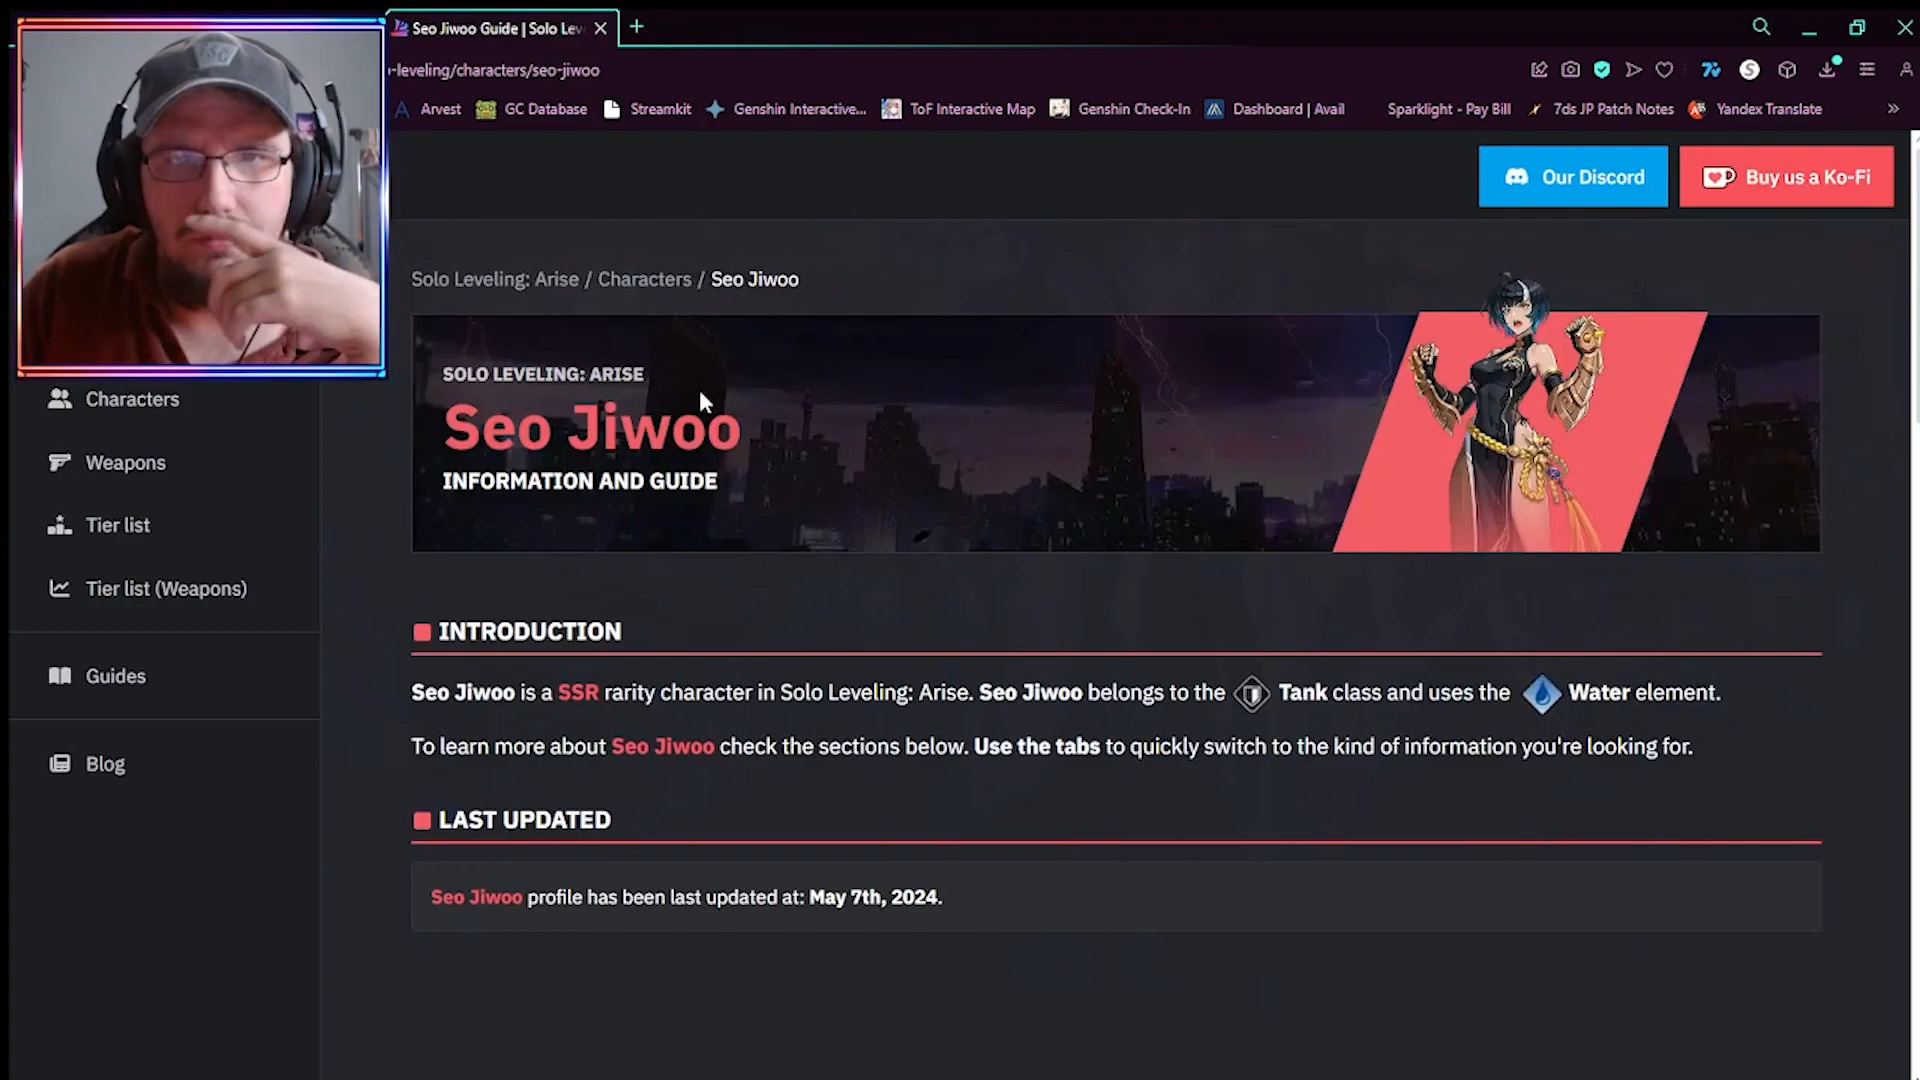 Seo Jiwoo Guide | Solo Lev
-leveling/characters/seo-jiwoo
Arvest GC Database Streamkit Genshin Interactive... ToF Interactive Map Genshin Check-In Dashboard | Avail Sparklight - Pay Bill 7ds JP Patch Notes Yandex Translate
Our Discord
Buy us a Ko-Fi
Solo Leveling: Arise / Characters / Seo Jiwoo
SOLO LEVELING: ARISE
Seo Jiwoo
INFORMATION AND GUIDE
Characters
Weapons
Tier list
Tier list (Weapons)
Guides
Blog
INTRODUCTION
Seo Jiwoo is a SSR rarity character in Solo Leveling: Arise. Seo Jiwoo belongs to the Tank class and uses the Water element.
To learn more about Seo Jiwoo check the sections below. Use the tabs to quickly switch to the kind of information you're looking for.
LAST UPDATED
Seo Jiwoo profile has been last updated at: May 7th, 2024.